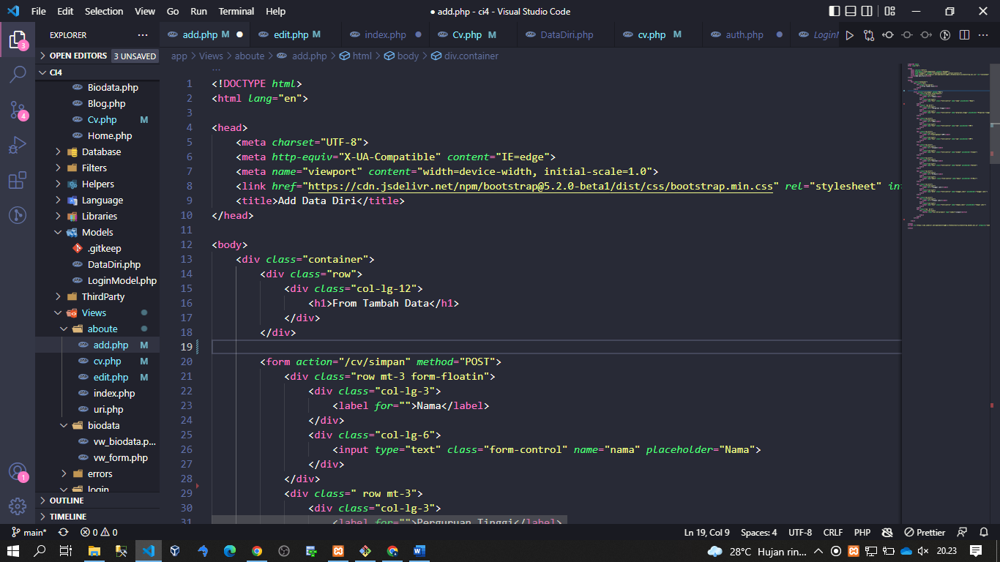 File Edit Selection View Go Run Terminal Help ● add.php - ci4 - Visual Studio Code
EXPLORER ···
add.php M ● edit.php M index.php ● Cv.php M DataDiri.php cv.php M auth.php ● LoginM
OPEN EDITORS 3 UNSAVED
app > Views > aboute > add.php > html > body > div.container
CI4
Biodata.php
Blog.php
Cv.php M
Home.php
Database
Filters
Helpers
Language
Libraries
Models
.gitkeep
DataDiri.php
LoginModel.php
ThirdParty
Views
aboute
add.php M
cv.php M
edit.php M
index.php
uri.php
biodata
vw_biodata.p...
vw_form.php
errors
login
OUTLINE
TIMELINE
3
4
1
...
1 <!DOCTYPE html>
2 <html lang="en">
3
4 <head>
5 <meta charset="UTF-8">
6 <meta http-equiv="X-UA-Compatible" content="IE=edge">
7 <meta name="viewport" content="width=device-width, initial-scale=1.0">
8 <link href="https://cdn.jsdelivr.net/npm/bootstrap@5.2.0-beta1/dist/css/bootstrap.min.css" rel="stylesheet" in
9 <title>Add Data Diri</title>
10 </head>
11
12 <body>
13 <div class="container">
14 <div class="row">
15 <div class="col-lg-12">
16 <h1>From Tambah Data</h1>
17 </div>
18 </div>
19
20 <form action="/cv/simpan" method="POST">
21 <div class="row mt-3 form-floatin">
22 <div class="col-lg-3">
23 <label for="">Nama</label>
24 </div>
25 <div class="col-lg-6">
26 <input type="text" class="form-control" name="nama" placeholder="Nama">
27 </div>
28 </div>
29 <div class=" row mt-3">
30 <div class="col-lg-3">
31 <label for="">Perguruan Tinggi</label>
main* 0 0 Ln 19, Col 9 Spaces: 4 UTF-8 CRLF PHP Prettier
28°C Hujan rin... 20.23